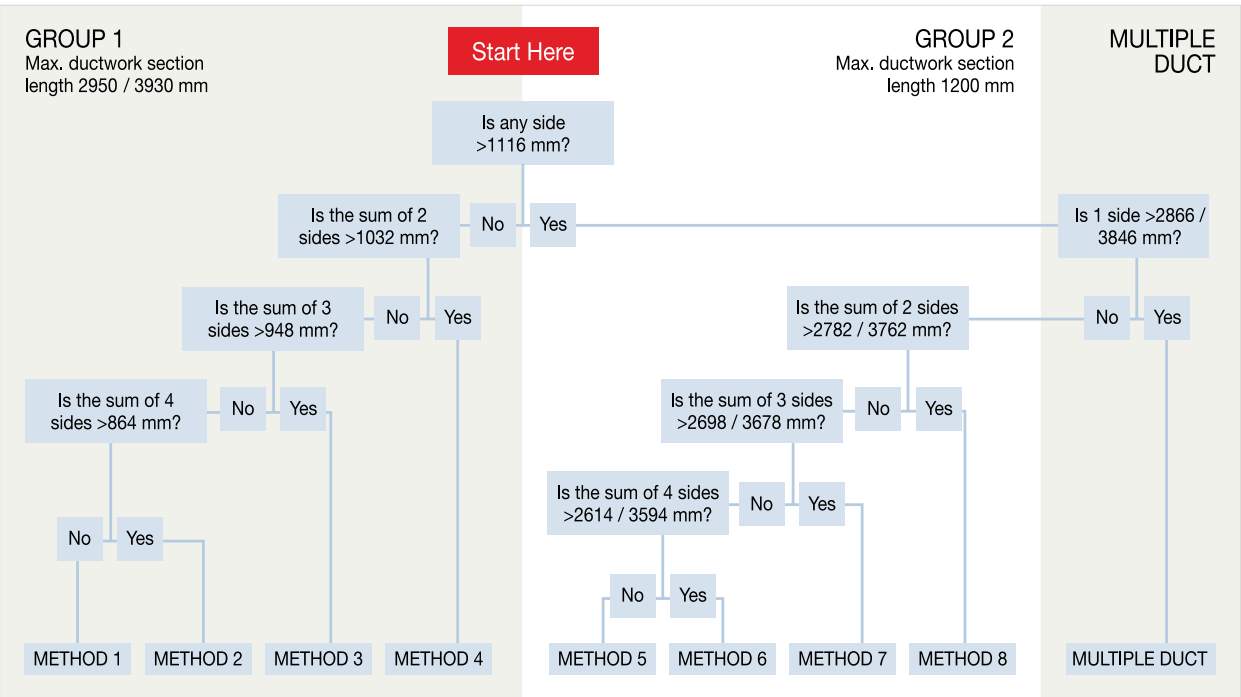 GROUP 1
Max. ductwork section
length 2950 / 3930 mm
Start Here
GROUP 2
Max. ductwork section
length 1200 mm
MULTIPLE
DUCT
Is any side
>1116 mm?
Is the sum of 2
sides >1032 mm?
No
Yes
Is 1 side >2866 /
3846 mm?
Is the sum of 3
sides >948 mm?
No
Yes
Is the sum of 2 sides
>2782 / 3762 mm?
No
Yes
Is the sum of 4
sides >864 mm?
No
Yes
Is the sum of 3 sides
>2698 / 3678 mm?
No
Yes
Is the sum of 4 sides
>2614 / 3594 mm?
No
Yes
No
Yes
No
Yes
METHOD 1
METHOD 2
METHOD 3
METHOD 4
METHOD 5
METHOD 6
METHOD 7
METHOD 8
MULTIPLE DUCT